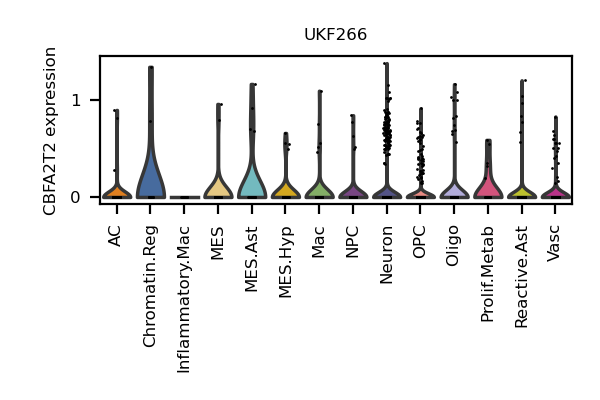 UKF266
CBFA2T2 expression
1
0
AC
Chromatin.Reg
Inflammatory.Mac
MES
MES.Ast
MES.Hyp
Mac
NPC
Neuron
OPC
Oligo
Prolif.Metab
Reactive.Ast
Vasc